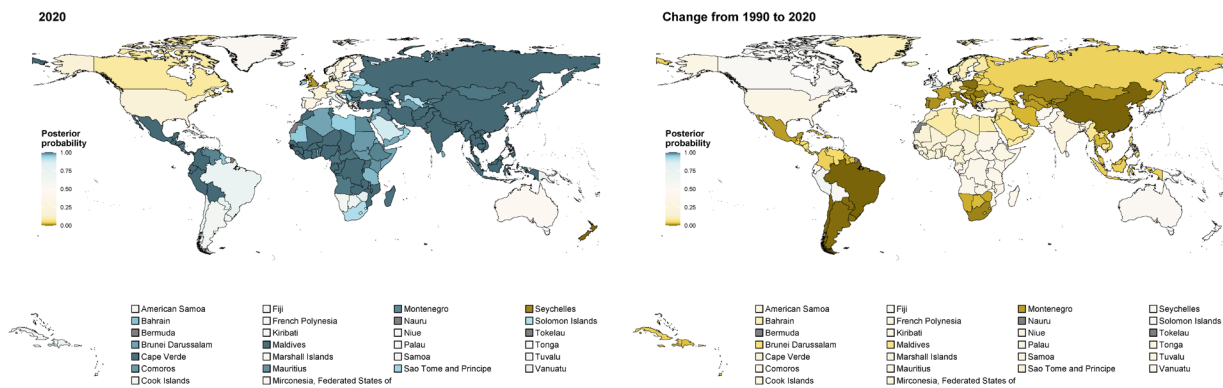 2020
Posterior
probability
1.00
0.75
0.50
0.25
0.00
American Samoa
Bahrain
Bermuda
Brunei Darussalam
Cape Verde
Comoros
Cook Islands
Fiji
French Polynesia
Kiribati
Maldives
Marshall Islands
Mauritius
Mirconesia, Federated States of
Montenegro
Nauru
Niue
Palau
Samoa
Sao Tome and Principe
Seychelles
Solomon Islands
Tokelau
Tonga
Tuvalu
Vanuatu
Change from 1990 to 2020
Posterior
probability
1.00
0.75
0.50
0.25
0.00
American Samoa
Bahrain
Bermuda
Brunei Darussalam
Cape Verde
Comoros
Cook Islands
Fiji
French Polynesia
Kiribati
Maldives
Marshall Islands
Mauritius
Mirconesia, Federated States of
Montenegro
Nauru
Niue
Palau
Samoa
Sao Tome and Principe
Seychelles
Solomon Islands
Tokelau
Tonga
Tuvalu
Vanuatu